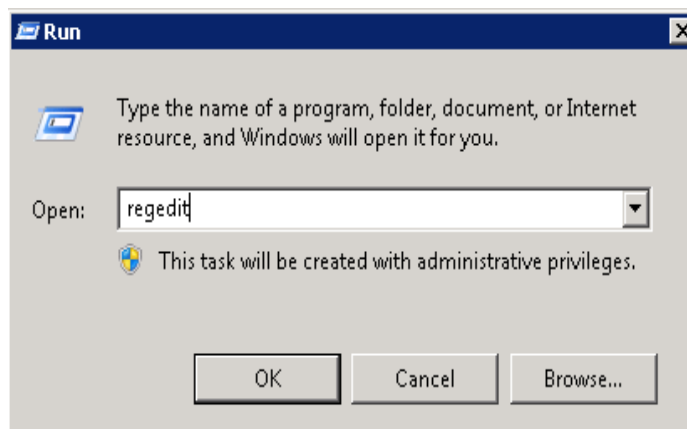 Run
Type the name of a program, folder, document, or Internet
resource, and Windows will open it for you.
Open: regedit
This task will be created with administrative privileges.
OK Cancel Browse...